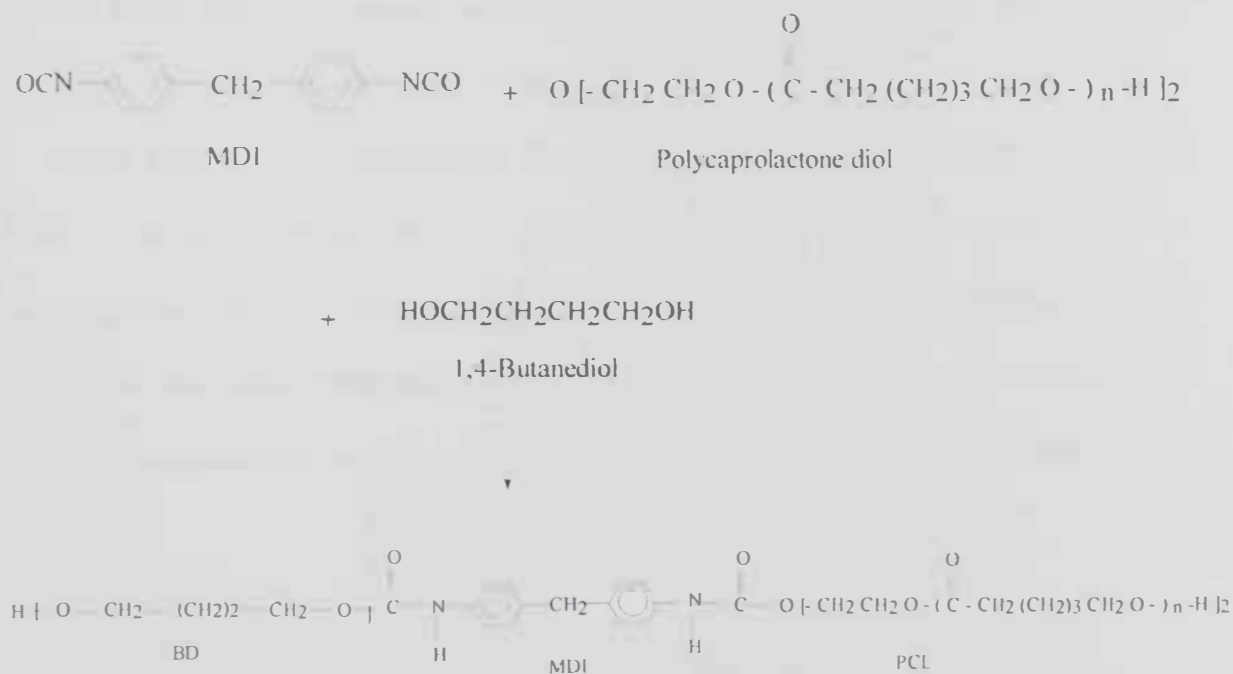 O
OCN CH2 NCO + O [- CH2 CH2 O - ( C - CH2 (CH2)3 CH2 O - ) n -H ]2
MDI Polycaprolactone diol
+ HOCH2CH2CH2CH2OH
1,4-Butanediol
O O O
H [ O — CH2 — (CH2)2 — CH2 — O ] C — N CH2 N — C — O [- CH2 CH2 O - ( C - CH2 (CH2)3 CH2 O - ) n -H ]2
BD H MDI H PCL